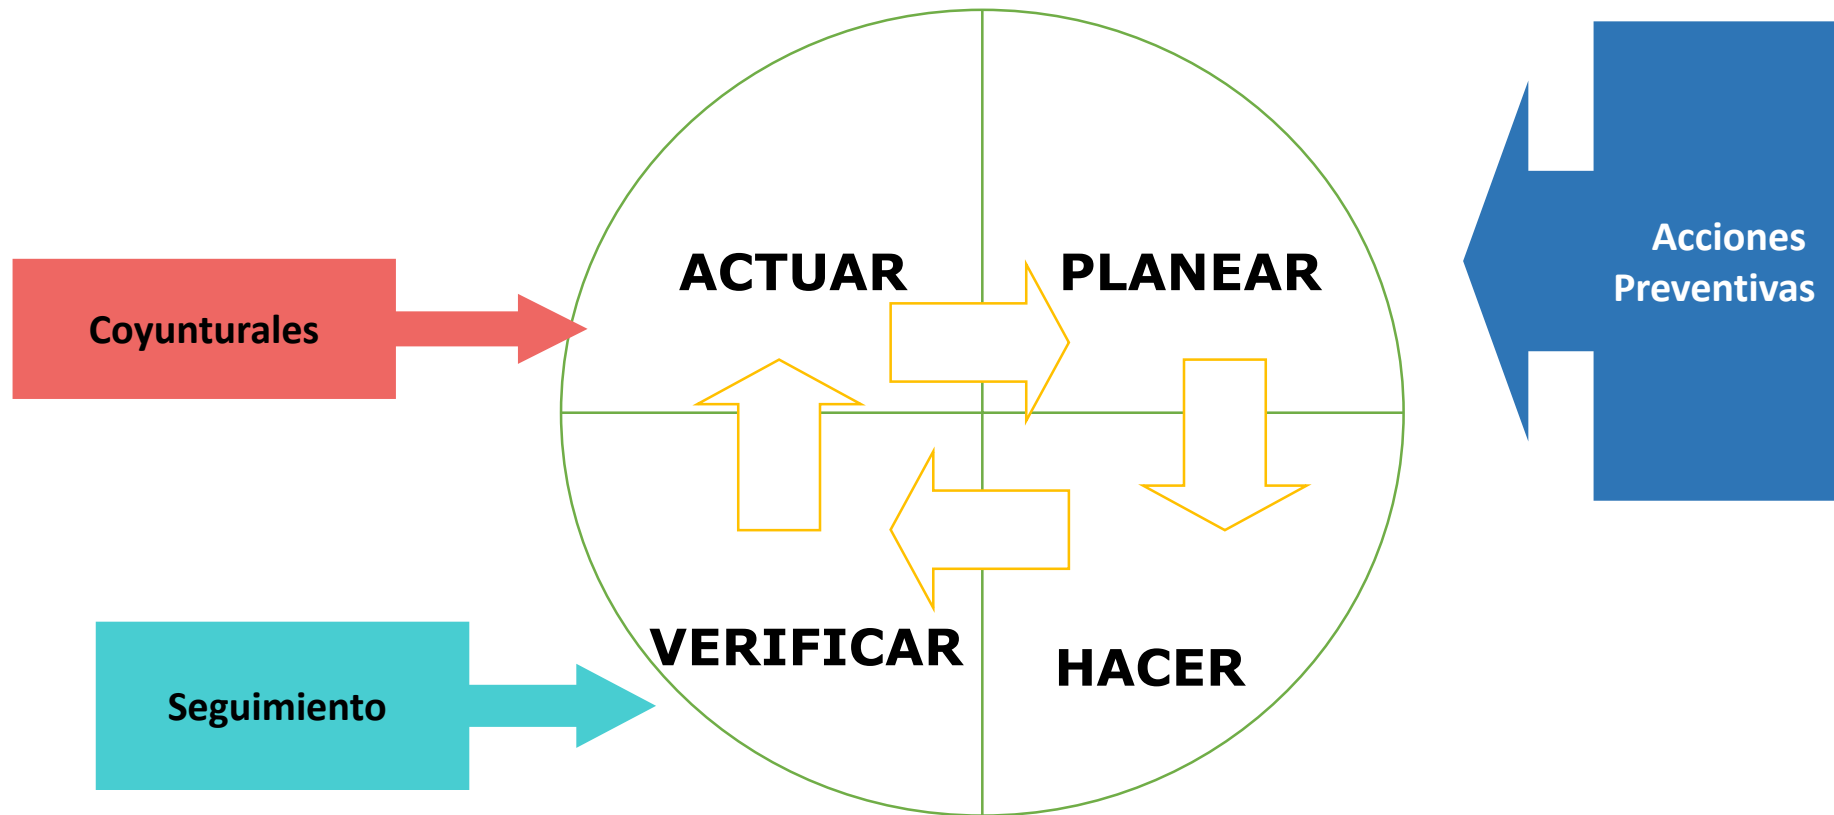 ACTUAR
PLANEAR
Acciones
Preventivas
Coyunturales
VERIFICAR
HACER
Seguimiento